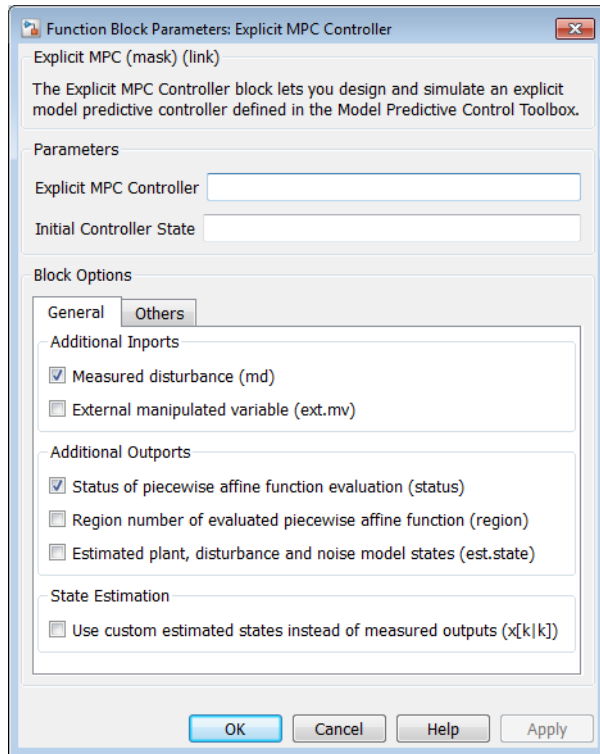 Function Block Parameters: Explicit MPC Controller
Explicit MPC (mask) (link)
The Explicit MPC Controller block lets you design and simulate an explicit
model predictive controller defined in the Model Predictive Control Toolbox.
Parameters
Explicit MPC Controller
Initial Controller State
Block Options
General Others
Additional Inports
Measured disturbance (md)
External manipulated variable (ext.mv)
Additional Outports
Status of piecewise affine function evaluation (status)
Region number of evaluated piecewise affine function (region)
Estimated plant, disturbance and noise model states (est.state)
State Estimation
Use custom estimated states instead of measured outputs (x[k|k])
OK Cancel Help Apply